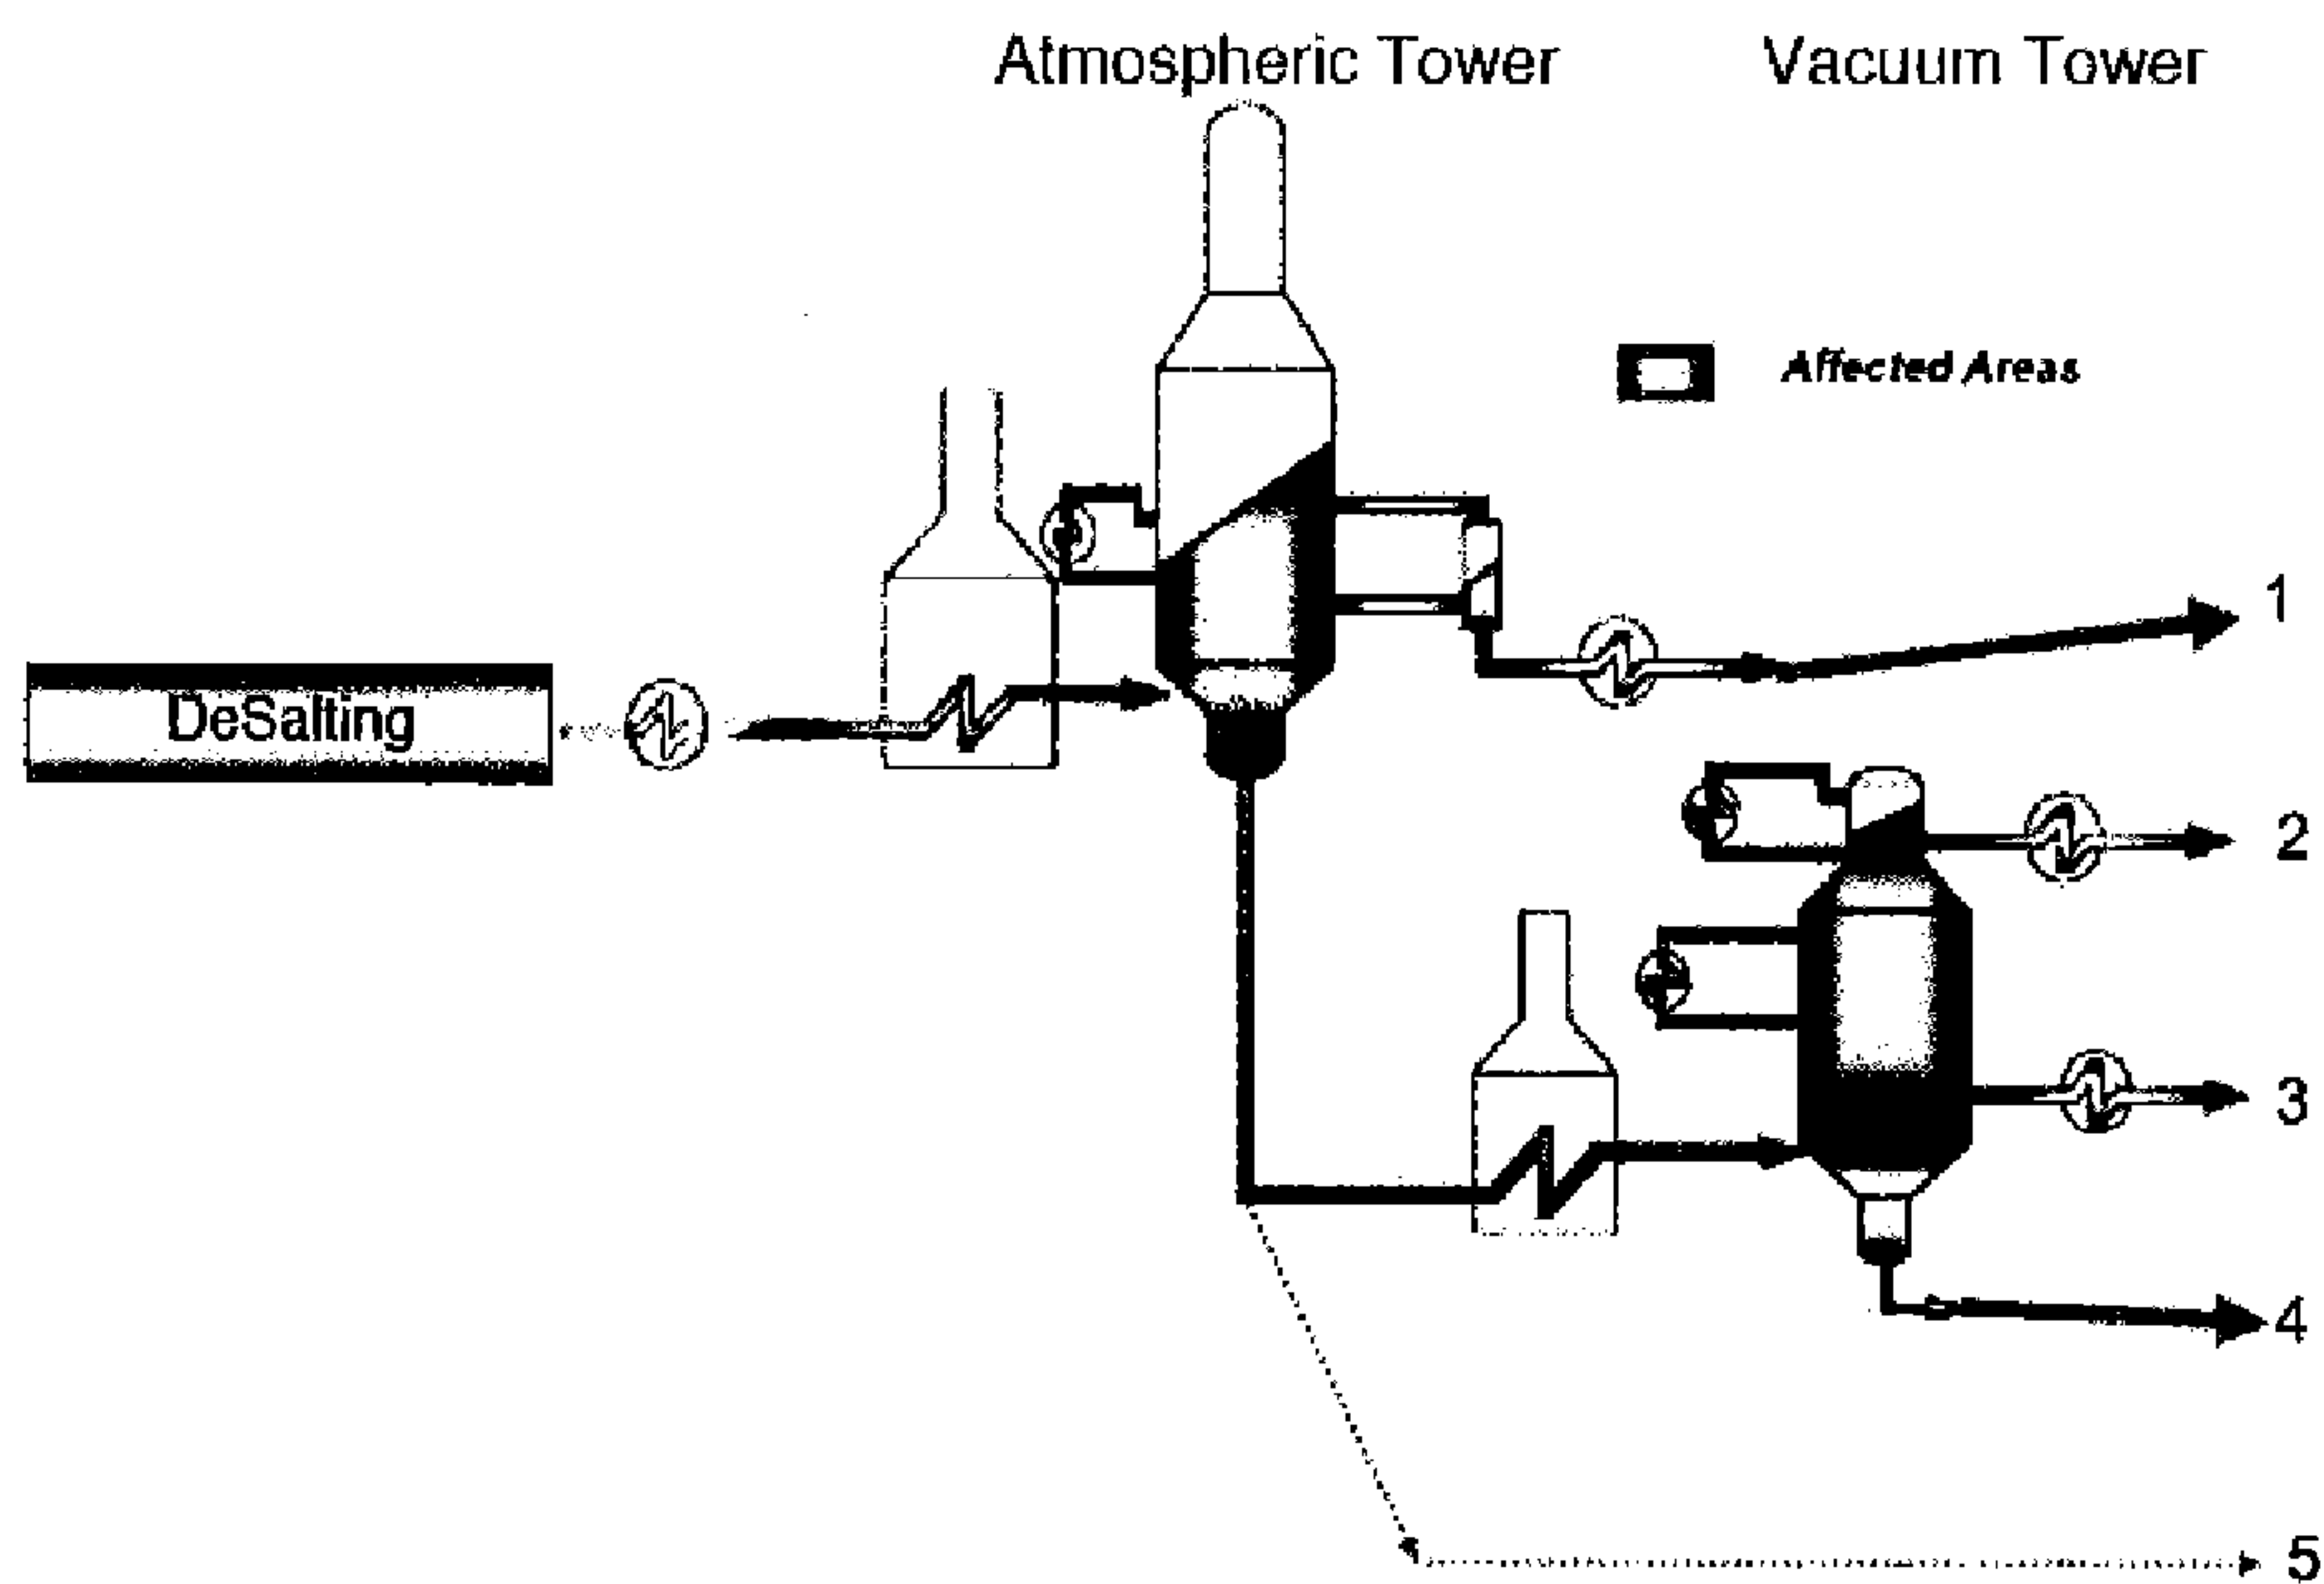 Atmospheric Tower
Vacuum Tower
Affected Areas
DeSalting
1
2
3
4
5